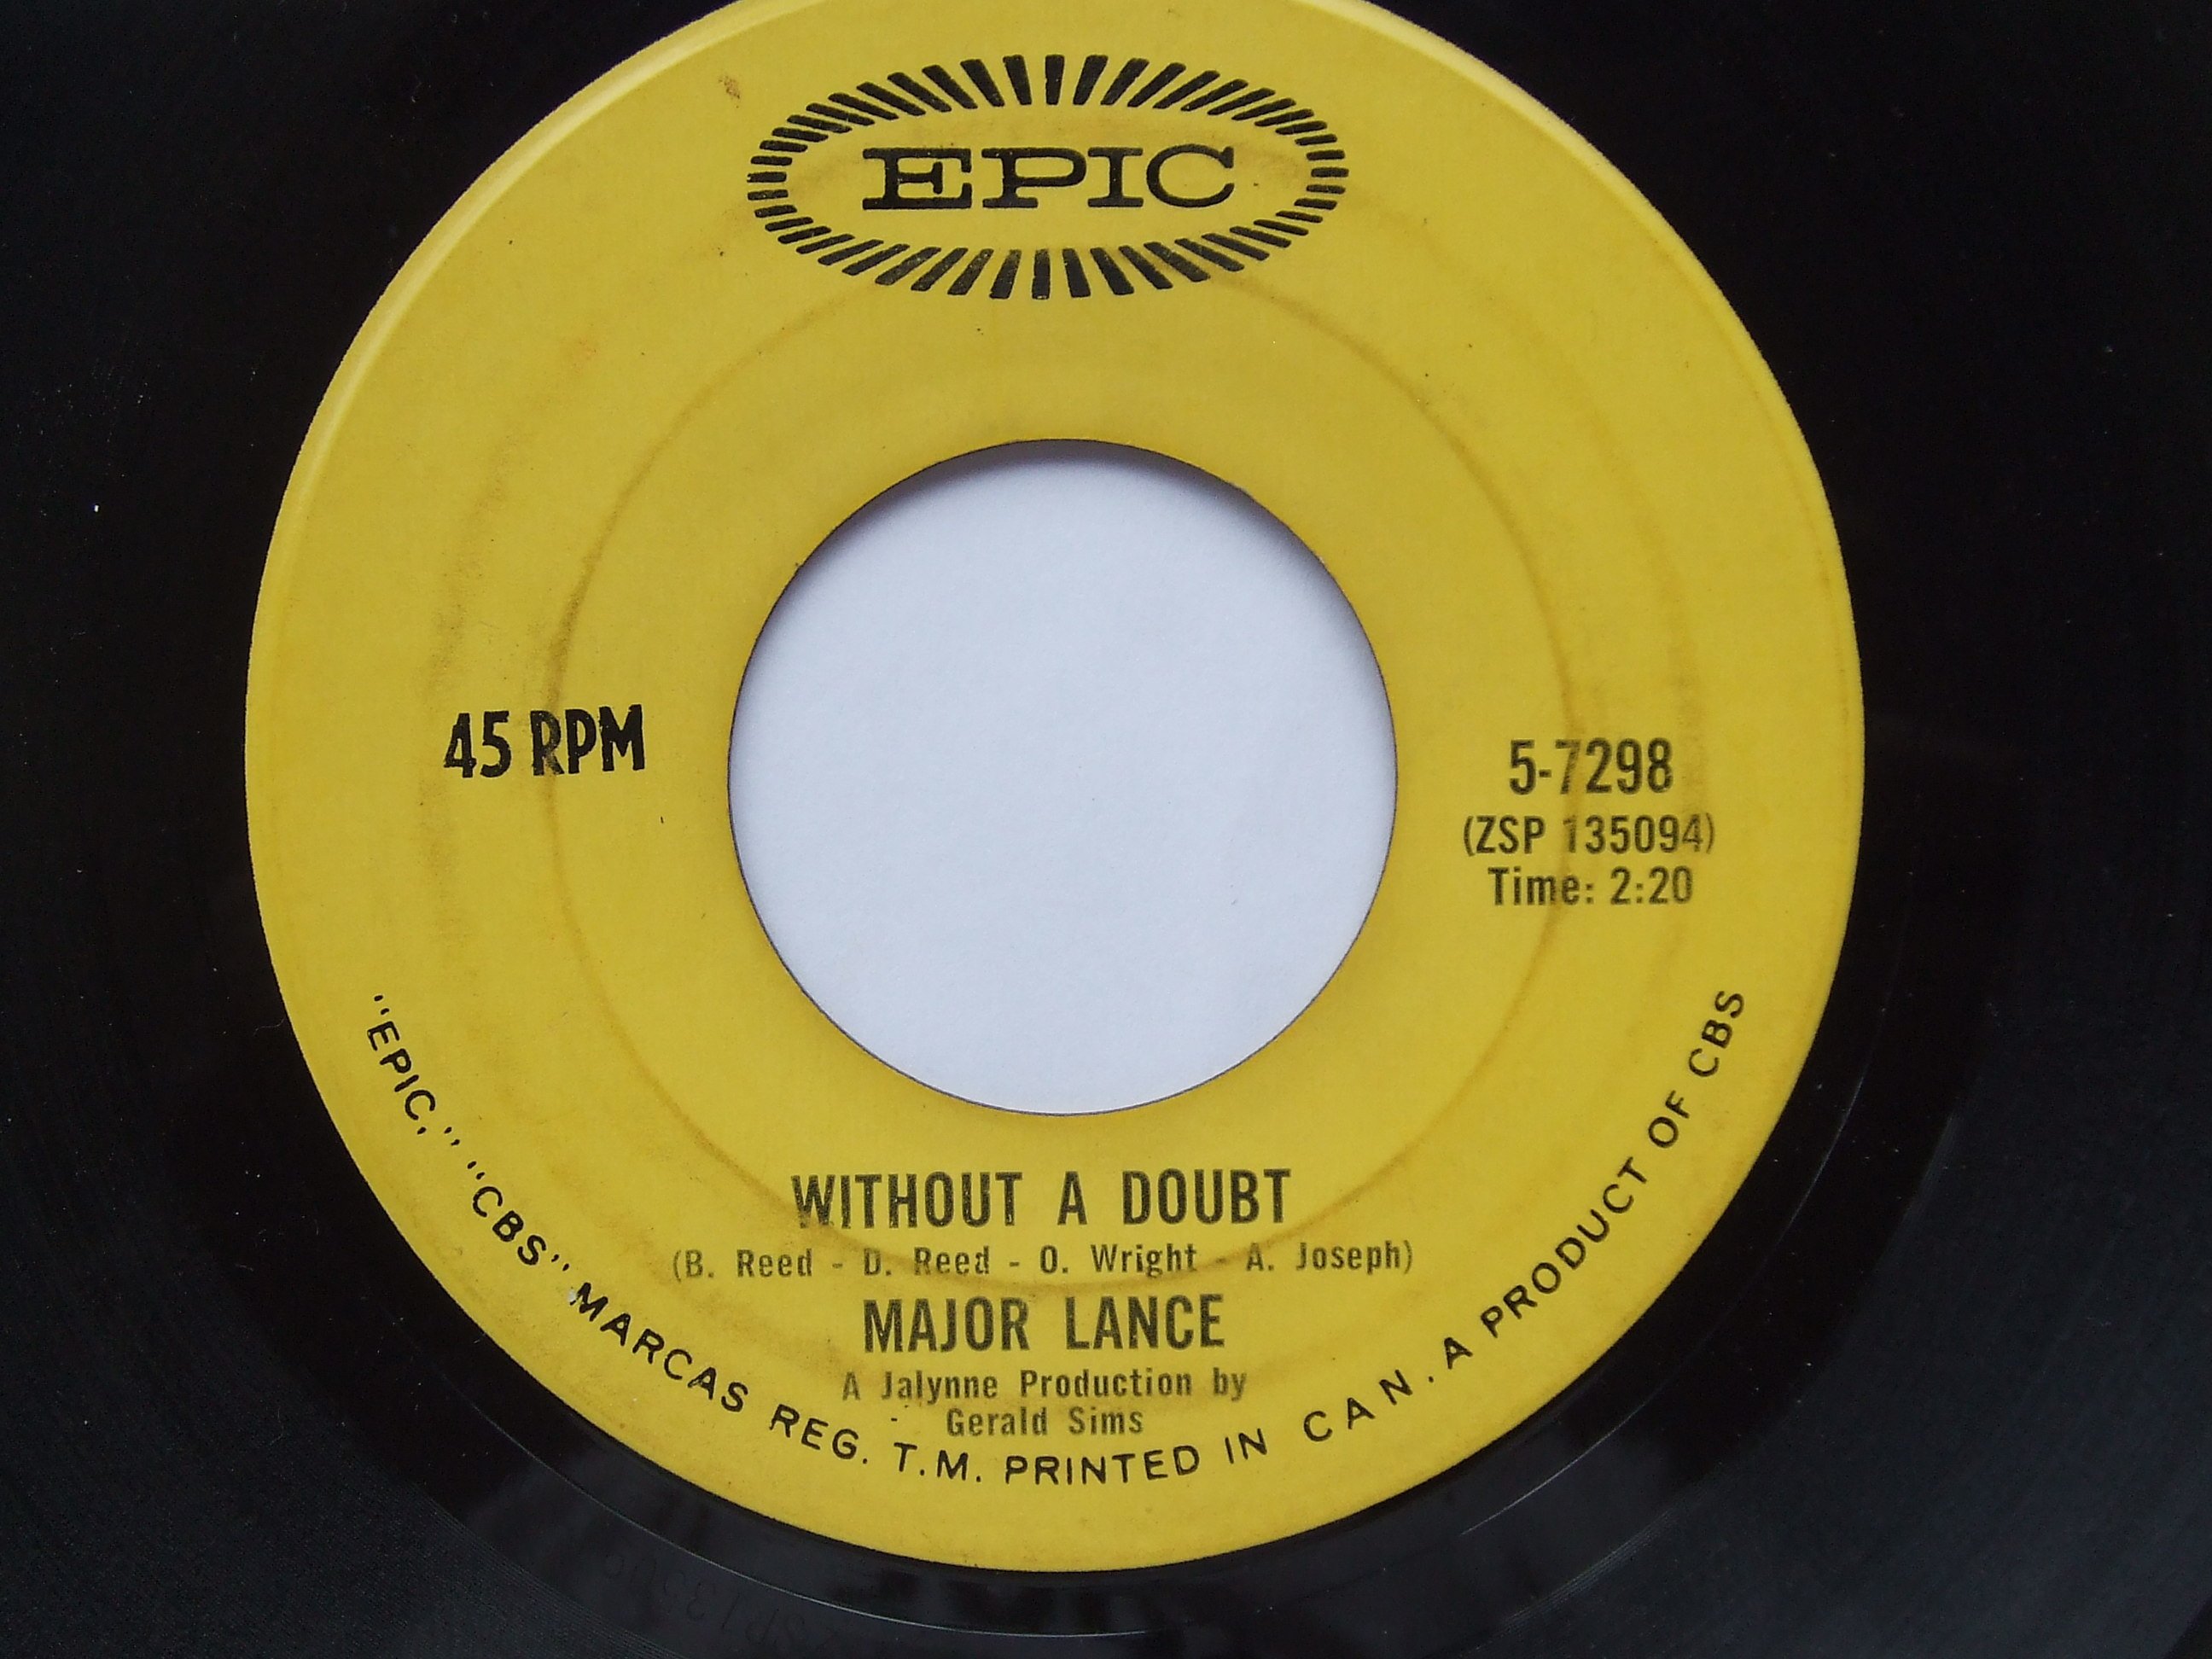 EPIC
45 RPM
5-7298
(ZSP 135094)
Time: 2:20
WITHOUT A DOUBT
(B. Reed - D. Reed - O. Wright - A. Joseph)
MAJOR LANCE
A Jalynne Production by
Gerald Sims
"EPIC," "CBS" MARCAS REG. T.M. PRINTED IN CAN. A PRODUCT OF CBS